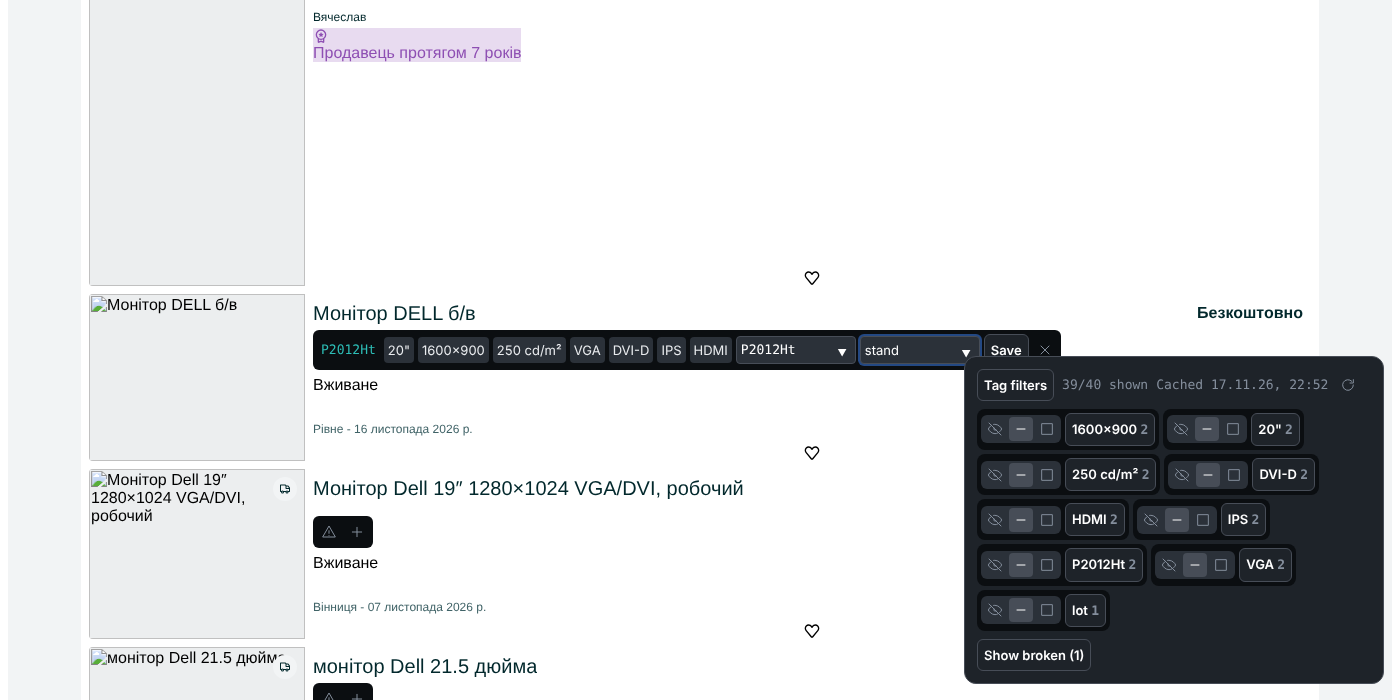 Вячеслав
Продавець протягом 7 років
Монітор DELL б/в
Монітор DELL б/в
Безкоштовно
P2012Ht 20" 1600×900 250 cd/m² VGA DVI-D IPS HDMI P2012Ht stand Save
Вживане
Рівне - 16 листопада 2026 р.
Tag filters 39/40 shown Cached 17.11.26, 22:52
1600×900 2 20" 2
250 cd/m² 2 DVI-D 2
HDMI 2 IPS 2
P2012Ht 2 VGA 2
lot 1
Show broken (1)
Монітор Dell 19″
1280×1024 VGA/DVI,
робочий
Монітор Dell 19″ 1280×1024 VGA/DVI, робочий
Вживане
Вінниця - 07 листопада 2026 р.
монітор Dell 21.5 дюйма
монітор Dell 21.5 дюйма